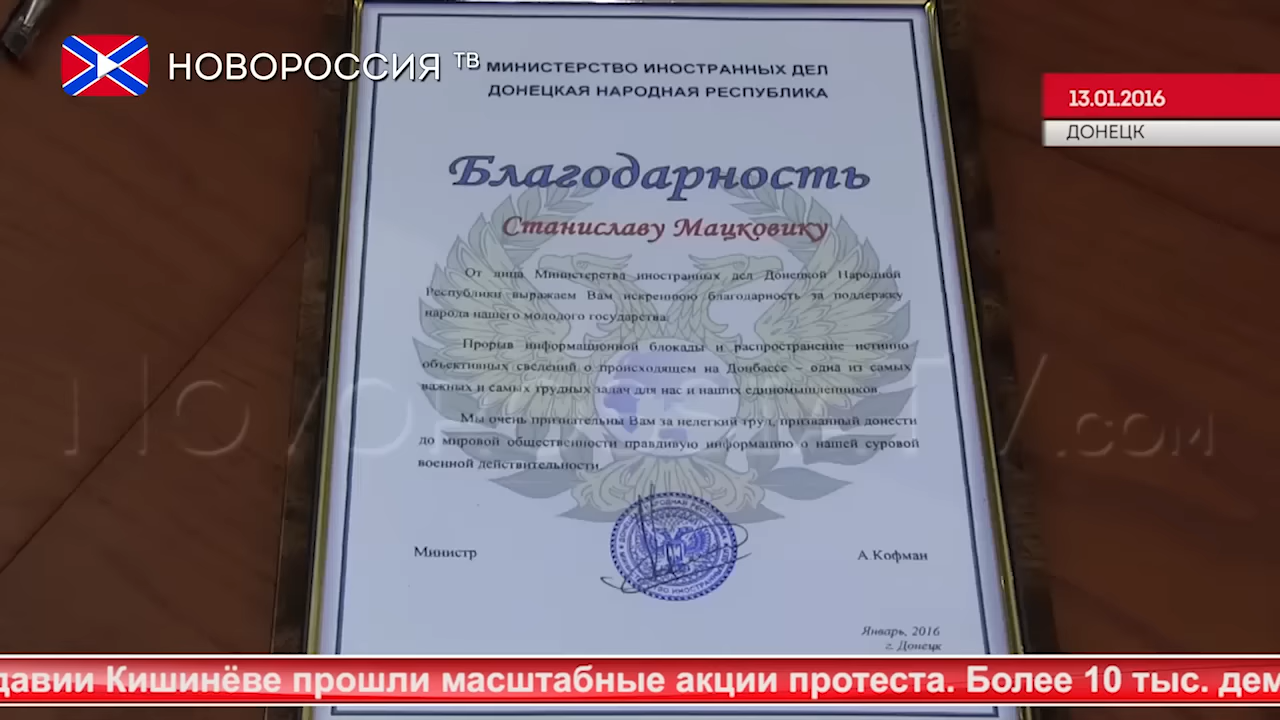 НОВОРОССИЯ ТВ
13.01.2016
ДОНЕЦК
МИНИСТЕРСТВО ИНОСТРАННЫХ ДЕЛ
ДОНЕЦКАЯ НАРОДНАЯ РЕСПУБЛИКА
Благодарность
Станиславу Мацковику
От лица Министерства иностранных дел Донецкой Народной
Республики выражаем Вам искреннюю благодарность за поддержку
народа нашего молодого государства.
Прорыв информационной блокады и распространение истинно
объективных сведений о происходящем на Донбассе – одна из самых
важных и самых трудных задач для нас и наших единомышленников.
Мы очень признательны Вам за нелегкий труд, призванный донести
до мировой общественности правдивую информацию о нашей суровой
военной действительности.
Министр
А.Кофман
Январь, 2016
г. Донецк
.com
давии Кишинёве прошли масштабные акции протеста. Более 10 тыс. дем